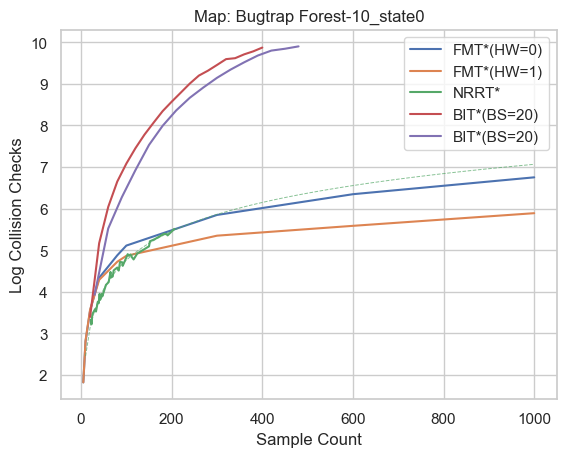 Map: Bugtrap Forest-10_state0
FMT*(HW=0)
FMT*(HW=1)
NRRT*
BIT*(BS=20)
BIT*(BS=20)
Log Collision Checks
10
9
8
7
6
5
4
3
2
0 200 400 600 800 1000
Sample Count